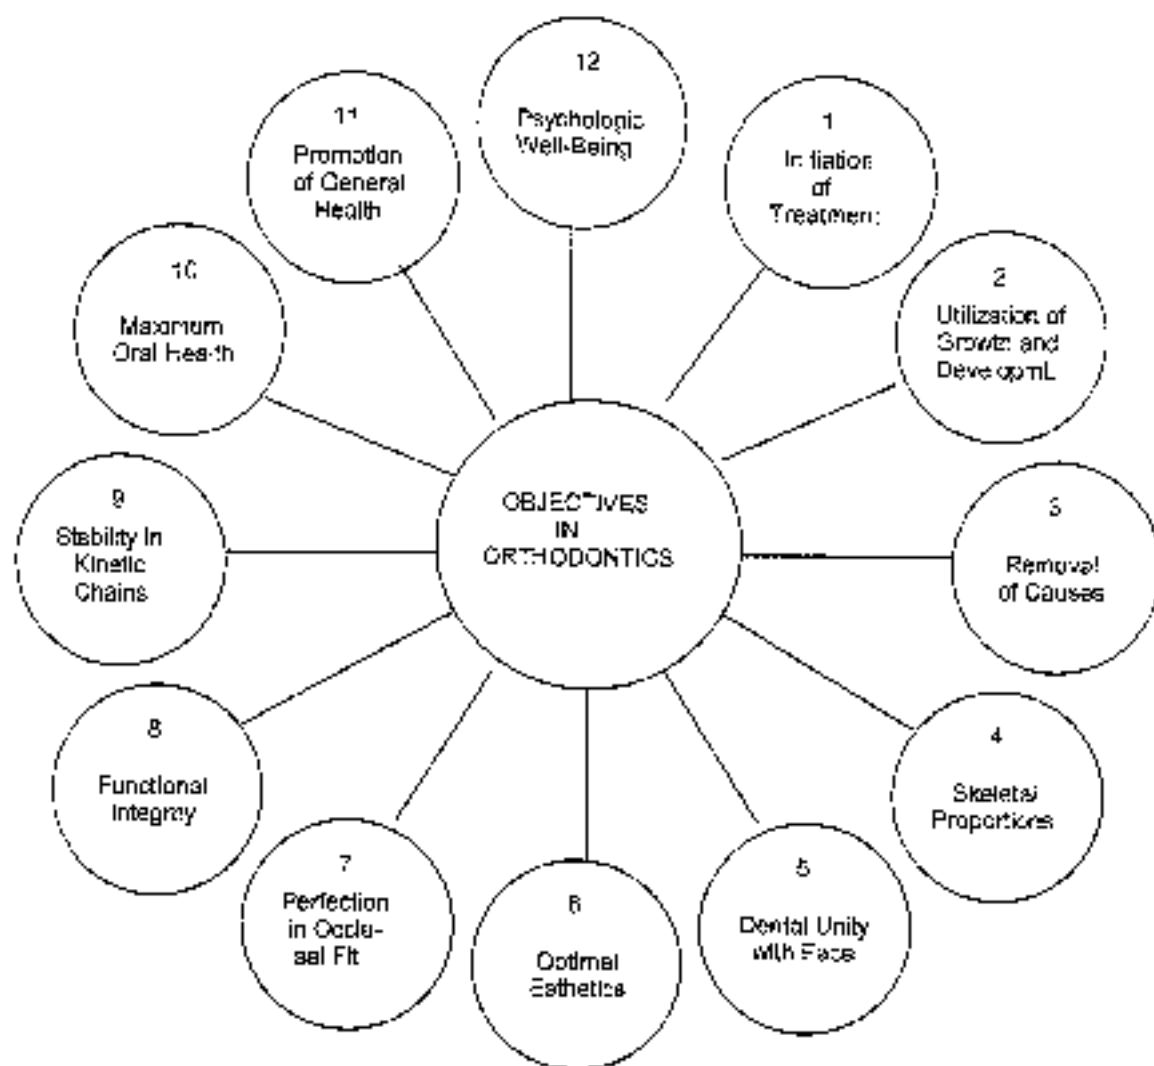 12
Psychologic
Well-Being
1
Initiation
of
Treatment
2
Utilization of
Growth and
Developmt.
3
Removal
of Causes
4
Skeletal
Proportions
5
Dental Unity
with Face
6
Optimal
Esthetics
7
Perfection
in Occlu-
sal Fit
8
Functional
Integrity
9
Stability in
Kinetic
Chains
10
Maximum
Oral Health
11
Promotion
of General
Health
OBJECTIVES
IN
ORTHODONTICS